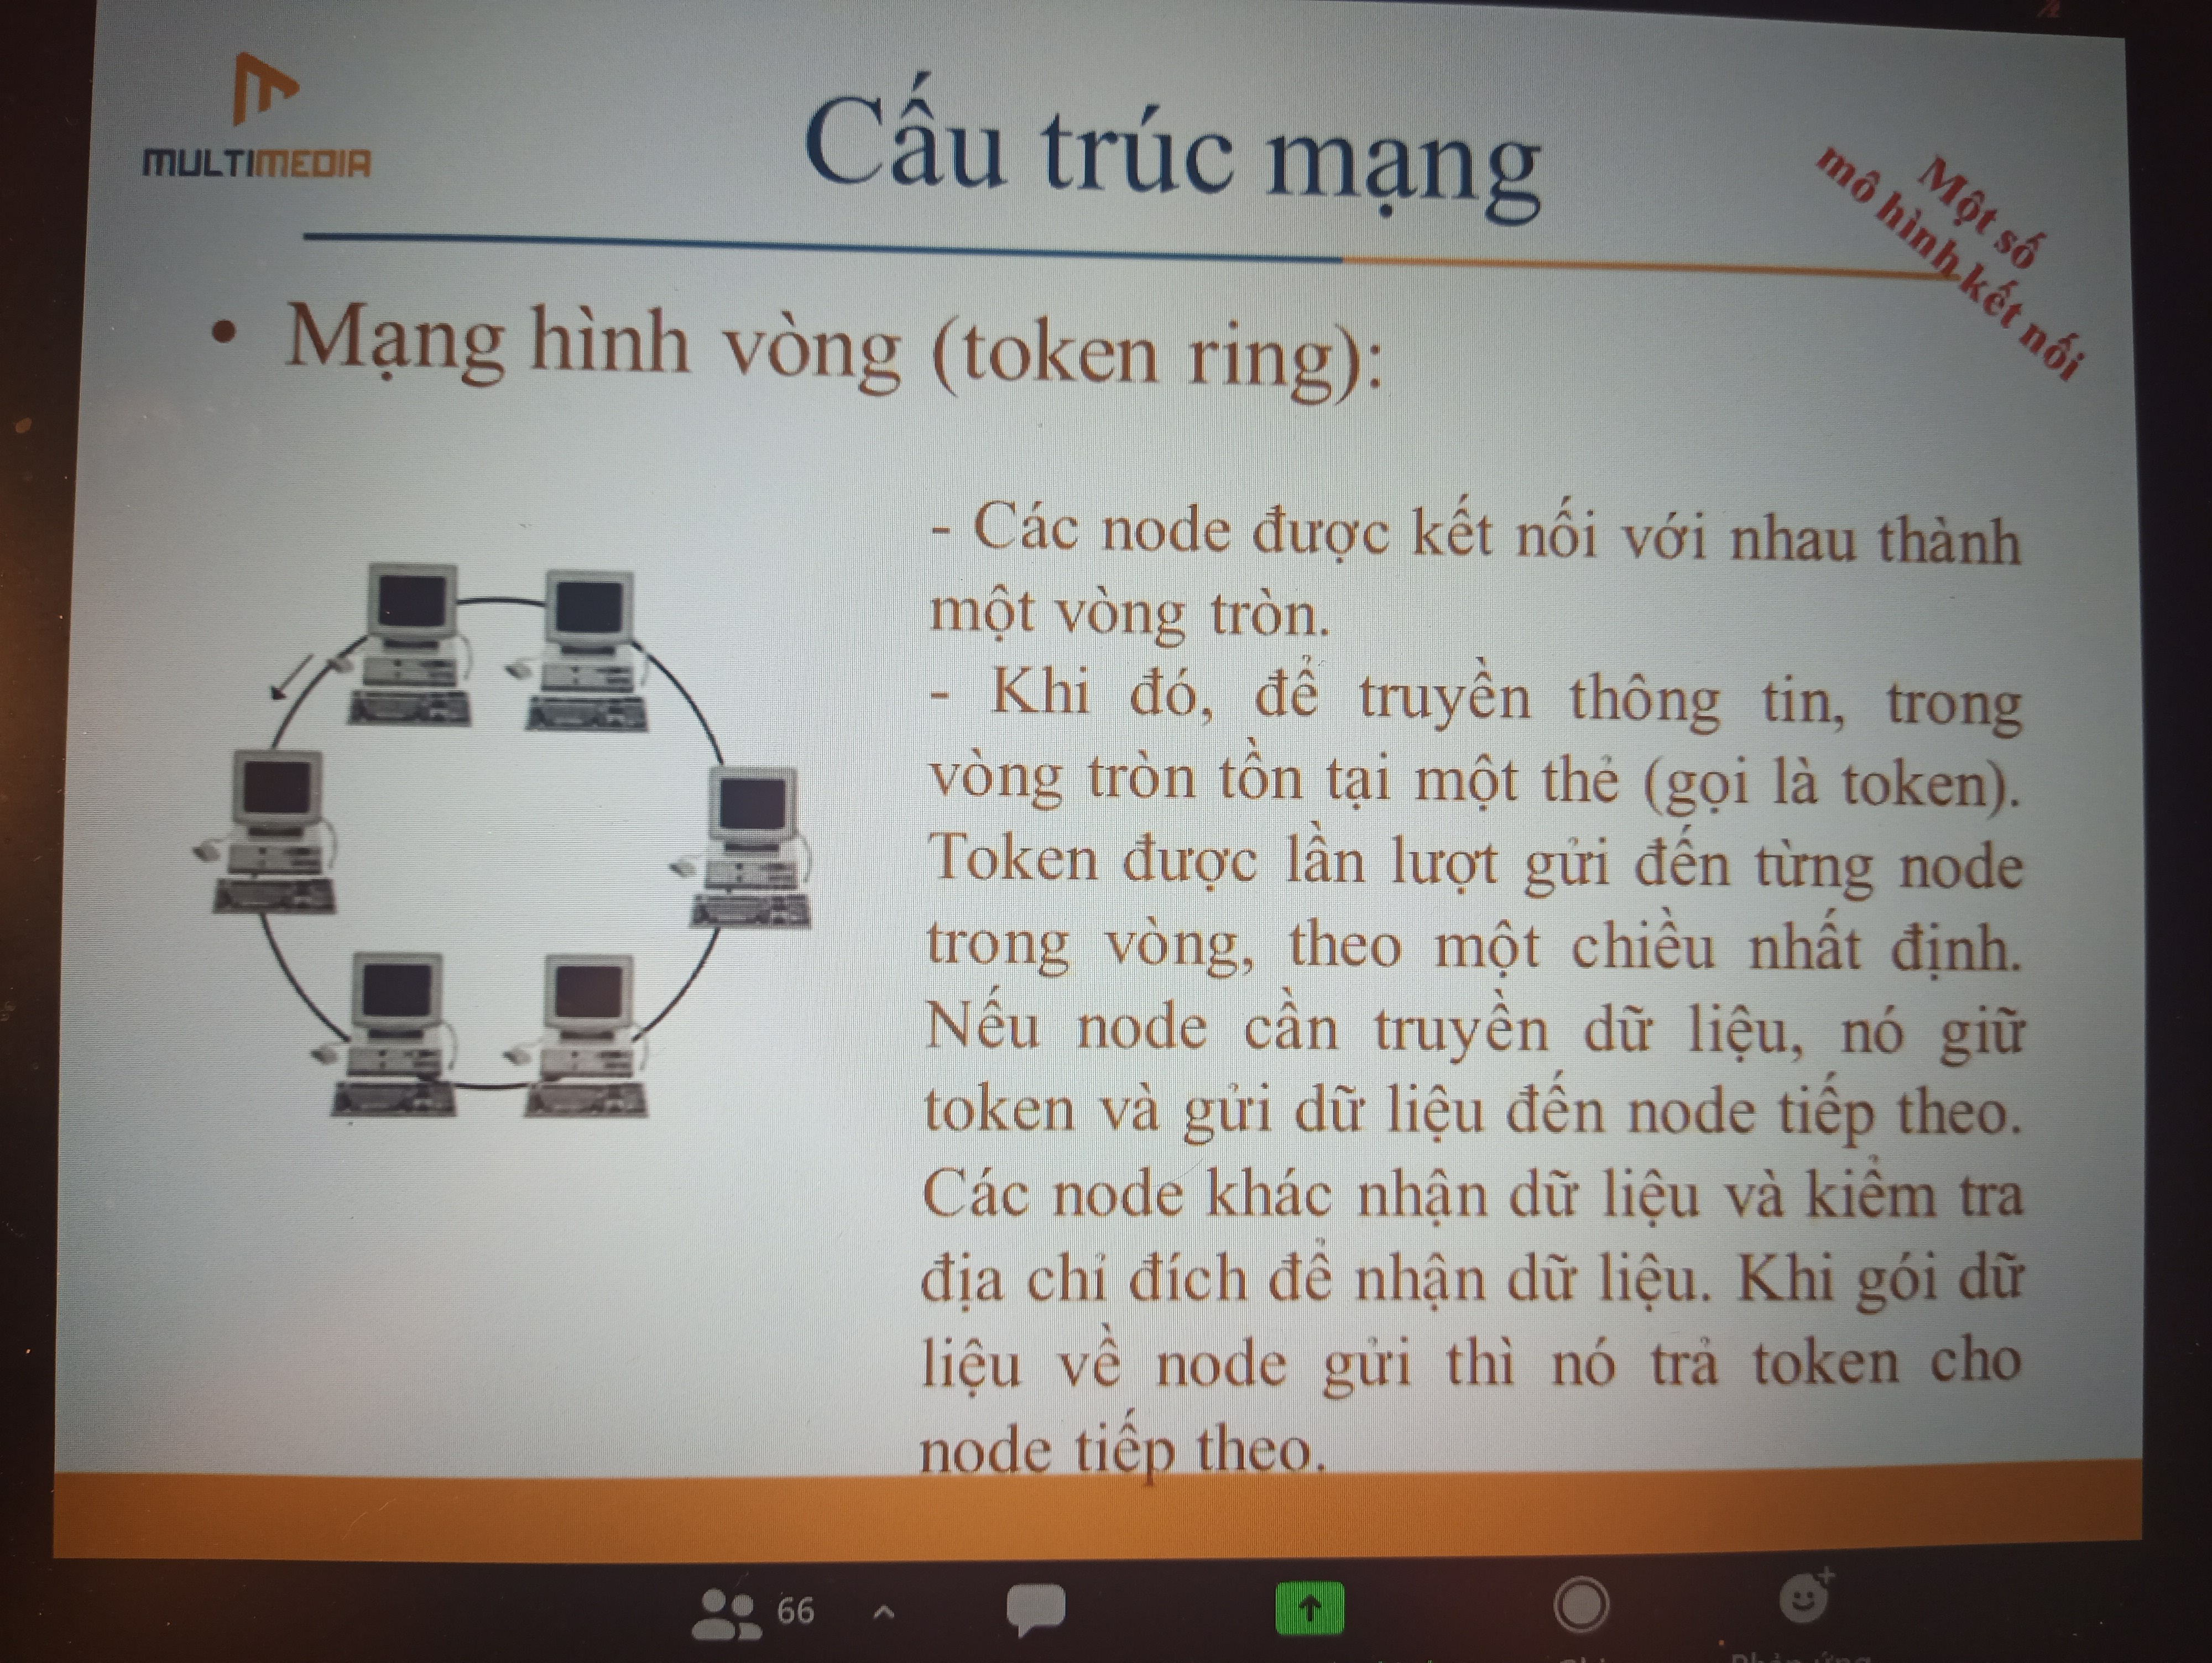 MULTIMEDIA
Cấu trúc mạng
Một số
mô hình kết nối
• Mạng hình vòng (token ring):
- Các node được kết nối với nhau thành
một vòng tròn.
- Khi đó, để truyền thông tin, trong
vòng tròn tồn tại một thẻ (gọi là token).
Token được lần lượt gửi đến từng node
trong vòng, theo một chiều nhất định.
Nếu node cần truyền dữ liệu, nó giữ
token và gửi dữ liệu đến node tiếp theo.
Các node khác nhận dữ liệu và kiểm tra
địa chỉ đích để nhận dữ liệu. Khi gói dữ
liệu về node gửi thì nó trả token cho
node tiếp theo.
66